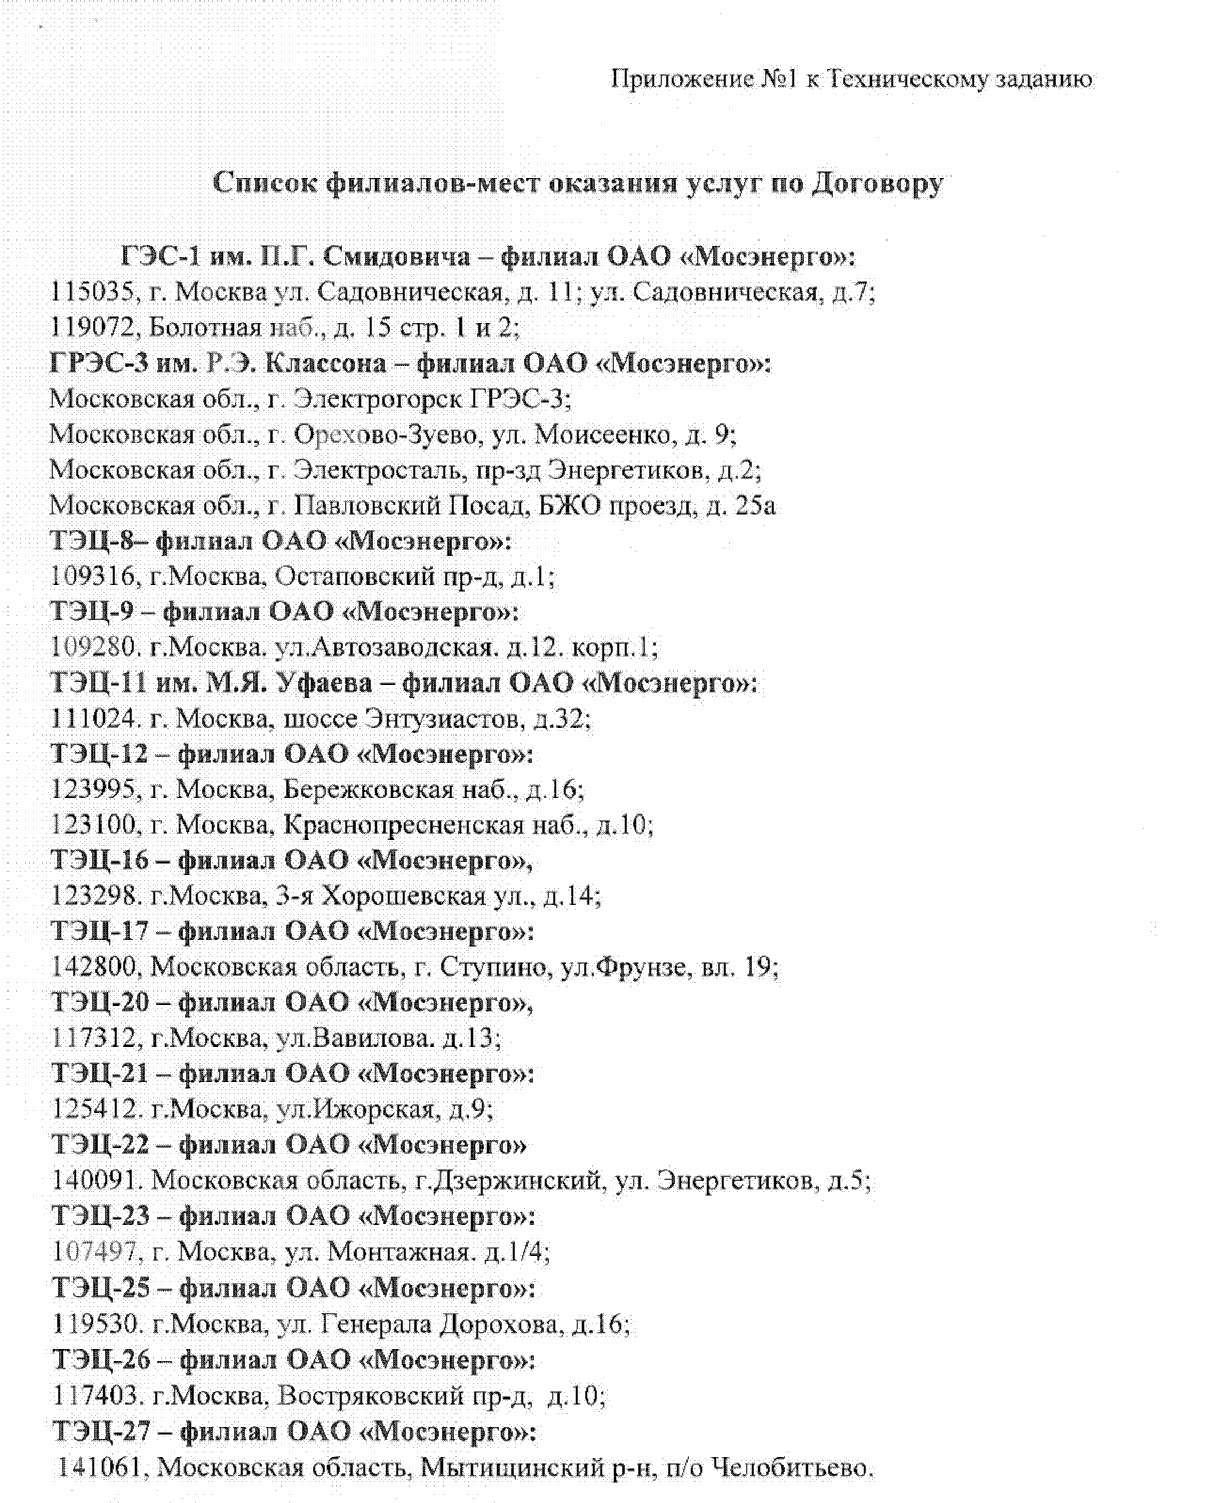 Приложение №1 к Техническому заданию
Список филиалов-мест оказания услуг по Договору
ГЭС-1 им. П.Г. Смидовича – филиал ОАО «Мосэнерго»:
115035, г. Москва ул. Садовническая, д. 11; ул. Садовническая, д.7;
119072, Болотная наб., д. 15 стр. 1 и 2;
ГРЭС-3 им. Р.Э. Классона – филиал ОАО «Мосэнерго»:
Московская обл., г. Электрогорск ГРЭС-3;
Московская обл., г. Орехово-Зуево, ул. Моисеенко, д. 9;
Московская обл., г. Электросталь, пр-зд Энергетиков, д.2;
Московская обл., г. Павловский Посад, БЖО проезд, д. 25а
ТЭЦ-8– филиал ОАО «Мосэнерго»:
109316, г.Москва, Остаповский пр-д, д.1;
ТЭЦ-9 – филиал ОАО «Мосэнерго»:
109280. г.Москва. ул.Автозаводская. д.12. корп.1;
ТЭЦ-11 им. М.Я. Уфаева – филиал ОАО «Мосэнерго»:
111024. г. Москва, шоссе Энтузиастов, д.32;
ТЭЦ-12 – филиал ОАО «Мосэнерго»:
123995, г. Москва, Бережковская наб., д.16;
123100, г. Москва, Краснопресненская наб., д.10;
ТЭЦ-16 – филиал ОАО «Мосэнерго»,
123298. г.Москва, 3-я Хорошевская ул., д.14;
ТЭЦ-17 – филиал ОАО «Мосэнерго»:
142800, Московская область, г. Ступино, ул.Фрунзе, вл. 19;
ТЭЦ-20 – филиал ОАО «Мосэнерго»,
117312, г.Москва, ул.Вавилова. д.13;
ТЭЦ-21 – филиал ОАО «Мосэнерго»:
125412. г.Москва, ул.Ижорская, д.9;
ТЭЦ-22 – филиал ОАО «Мосэнерго»
140091. Московская область, г.Дзержинский, ул. Энергетиков, д.5;
ТЭЦ-23 – филиал ОАО «Мосэнерго»:
107497, г. Москва, ул. Монтажная. д.1/4;
ТЭЦ-25 – филиал ОАО «Мосэнерго»:
119530. г.Москва, ул. Генерала Дорохова, д.16;
ТЭЦ-26 – филиал ОАО «Мосэнерго»:
117403. г.Москва, Востряковский пр-д, д.10;
ТЭЦ-27 – филиал ОАО «Мосэнерго»:
141061, Московская область, Мытищинский р-н, п/о Челобитьево.